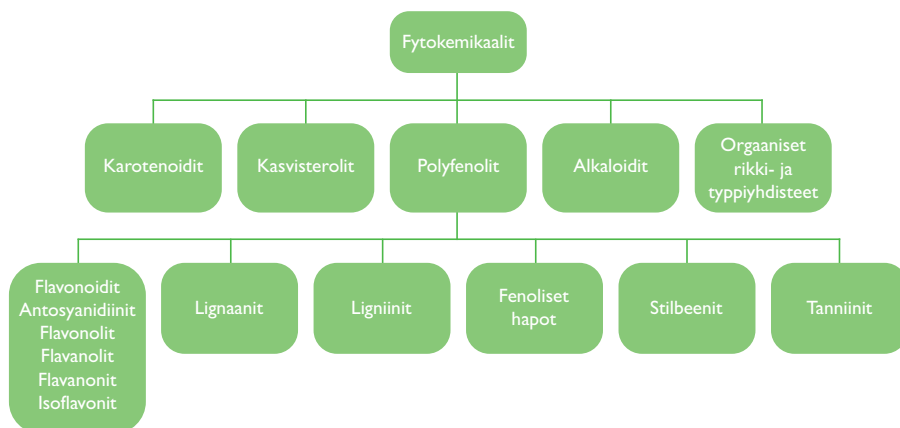 Fytokemikaalit
Karotenoidit
Kasvisterolit
Polyfenolit
Alkaloidit
Orgaaniset
rikki- ja
typpiyhdisteet
Flavonoidit
Antosyanidiinit
Flavonolit
Flavanolit
Flavanonit
Isoflavonit
Lignaanit
Ligniinit
Fenoliset
hapot
Stilbeenit
Tanniinit